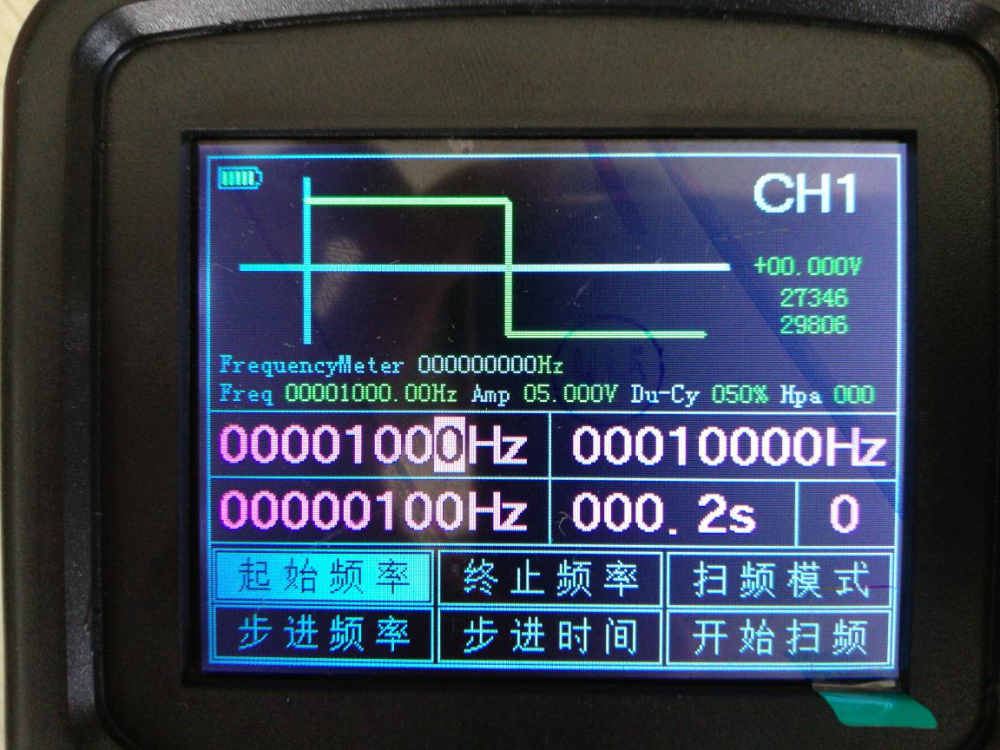 CH1
+00.000V
27346
29806
FrequencyMeter 000000000Hz
Freq 00001000.00Hz Amp 05.000V Du-Cy 050% Hpa 000
00001000Hz 00010000Hz
00000100Hz 000.2s 0
起始频率 终止频率 扫频模式
步进频率 步进时间 开始扫频